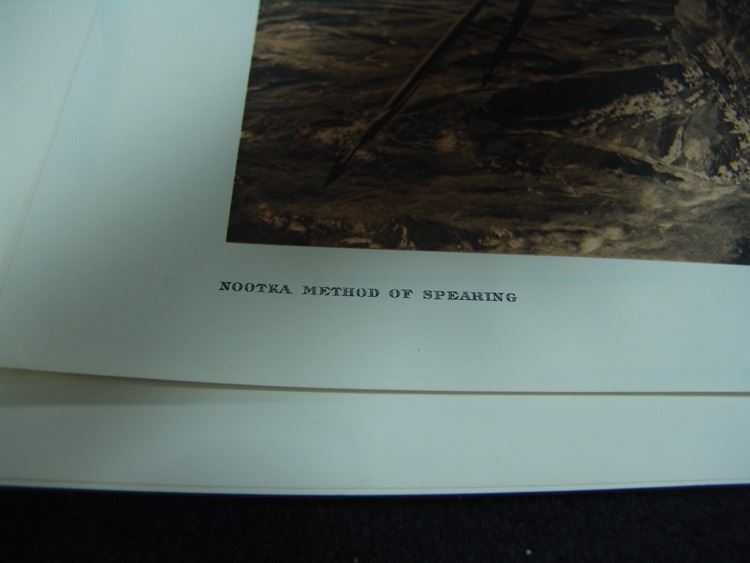 NOOTKA METHOD OF SPEARING